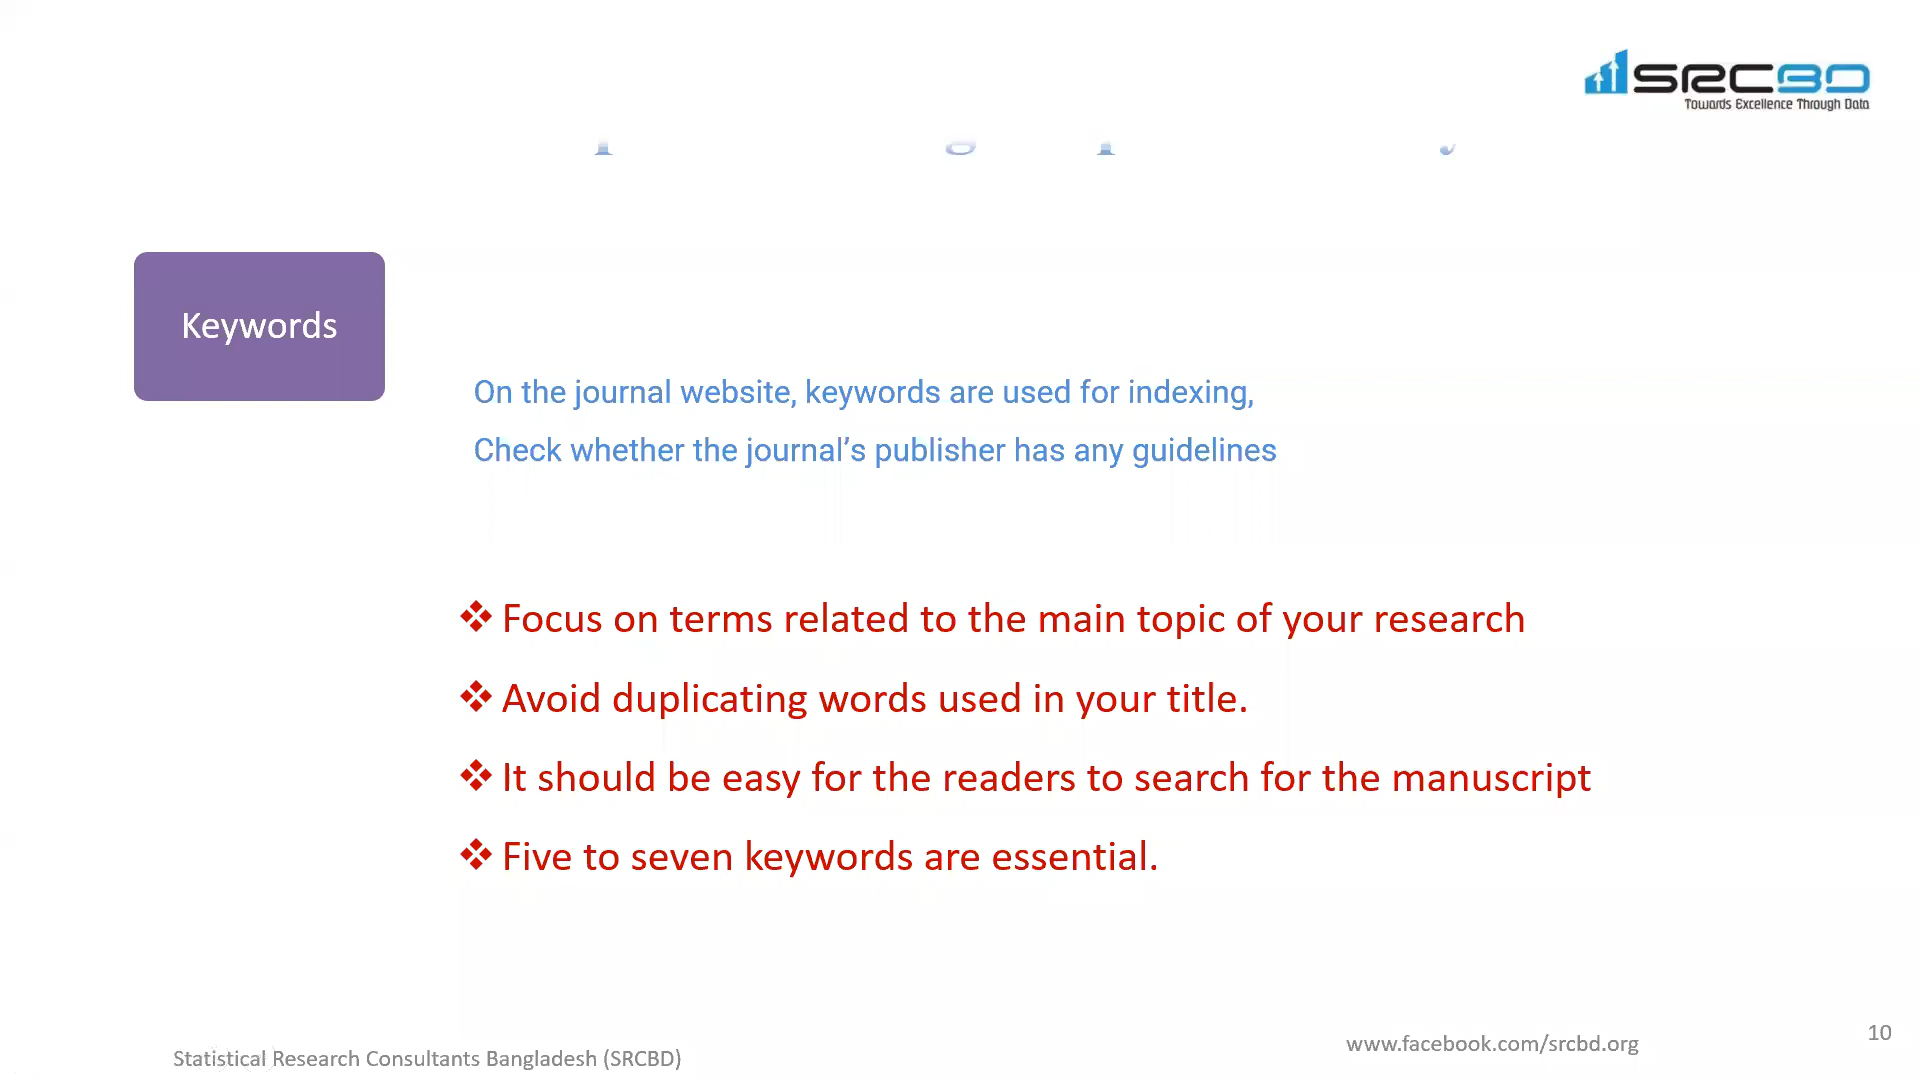 SRCBD
Towards Excellence Through Data
Keywords
On the journal website, keywords are used for indexing,
Check whether the journal’s publisher has any guidelines
❖ Focus on terms related to the main topic of your research
❖ Avoid duplicating words used in your title.
❖ It should be easy for the readers to search for the manuscript
❖ Five to seven keywords are essential.
Statistical Research Consultants Bangladesh (SRCBD)
www.facebook.com/srcbd.org
10